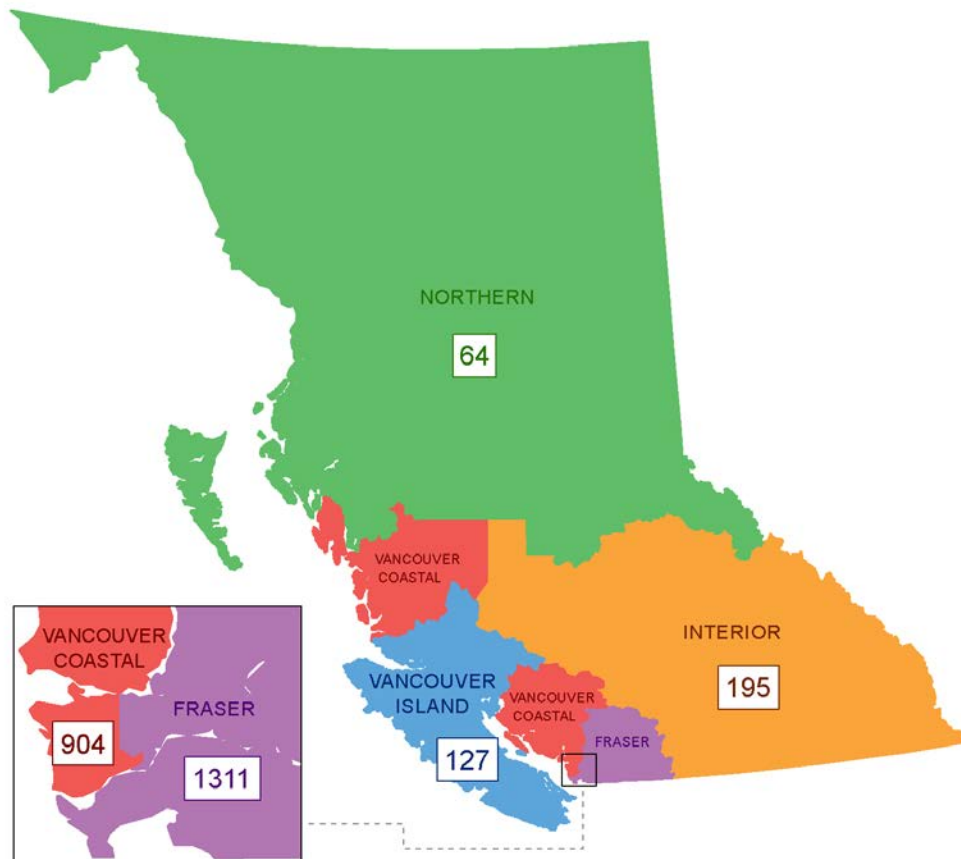 NORTHERN
64
VANCOUVER
COASTAL
INTERIOR
195
VANCOUVER
ISLAND
127
VANCOUVER
COASTAL
FRASER
VANCOUVER
COASTAL
904
FRASER
1311